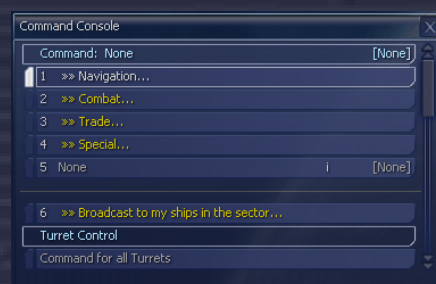 Command Console
Command: None [None]
1 »» Navigation...
2 »» Combat...
3 »» Trade...
4 »» Special...
5 None i [None]
6 »» Broadcast to my ships in the sector...
Turret Control
Command for all Turrets